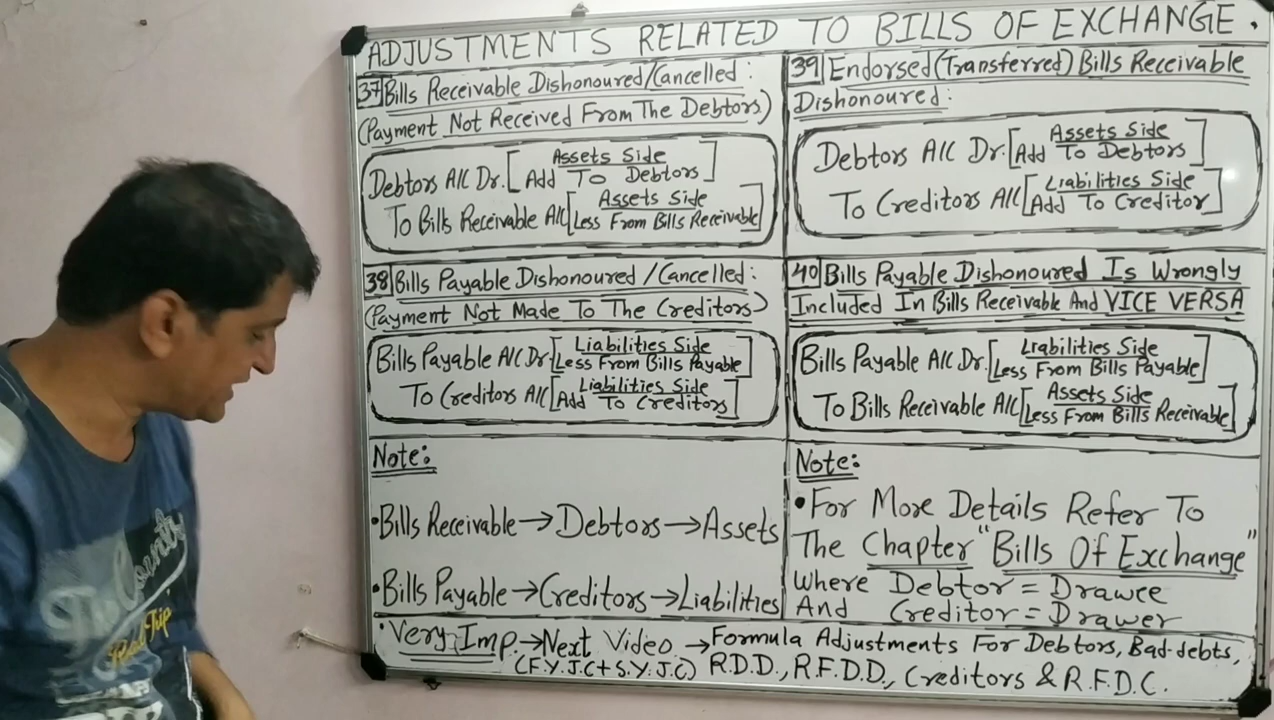 ADJUSTMENTS RELATED TO BILLS OF EXCHANGE.
37 Bills Receivable Dishonoured/Cancelled:
(Payment Not Received From The Debtors)
Debtors A/C Dr. [Assets Side
Add To Debtors]
To Bills Receivable A/C [Assets Side
Less From Bills Receivable]
38 Bills Payable Dishonoured/Cancelled:
(Payment Not Made To The Creditors)
Bills Payable A/C Dr. [Liabilities Side
Less From Bills Payable]
To Creditors A/C [Liabilities Side
Add To Creditors]
Note:
•Bills Receivable→Debtors→Assets
•Bills Payable→Creditors→Liabilities
39 Endorsed (Transferred) Bills Receivable
Dishonoured:
Debtors A/C Dr. [Assets Side
Add To Debtors]
To Creditors A/C [Liabilities Side
Add To Creditor]
40 Bills Payable Dishonoured Is Wrongly
Included In Bills Receivable And VICE VERSA
Bills Payable A/C Dr. [Liabilities Side
Less From Bills Payable]
To Bills Receivable A/C [Assets Side
Less From Bills Receivable]
Note:
•For More Details Refer To
The Chapter "Bills Of Exchange"
Where Debtor = Drawee
And Creditor = Drawer
•Very Imp.→Next Video→Formula Adjustments For Debtors, Bad-debts,
(F.Y.J.C+S.Y.J.C) R.D.D., R.F.D.D., Creditors & R.F.D.C.
The Country
Road Trip